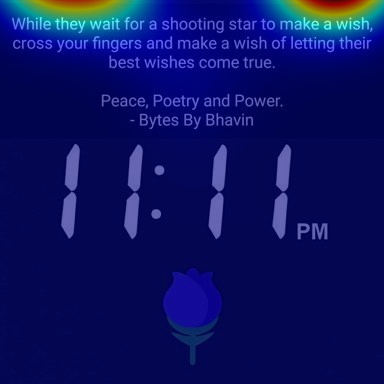 While they wait for a shooting star to make a wish,
cross your fingers and make a wish of letting their
best wishes come true.
Peace, Poetry and Power.
- Bytes By Bhavin
11:11 PM